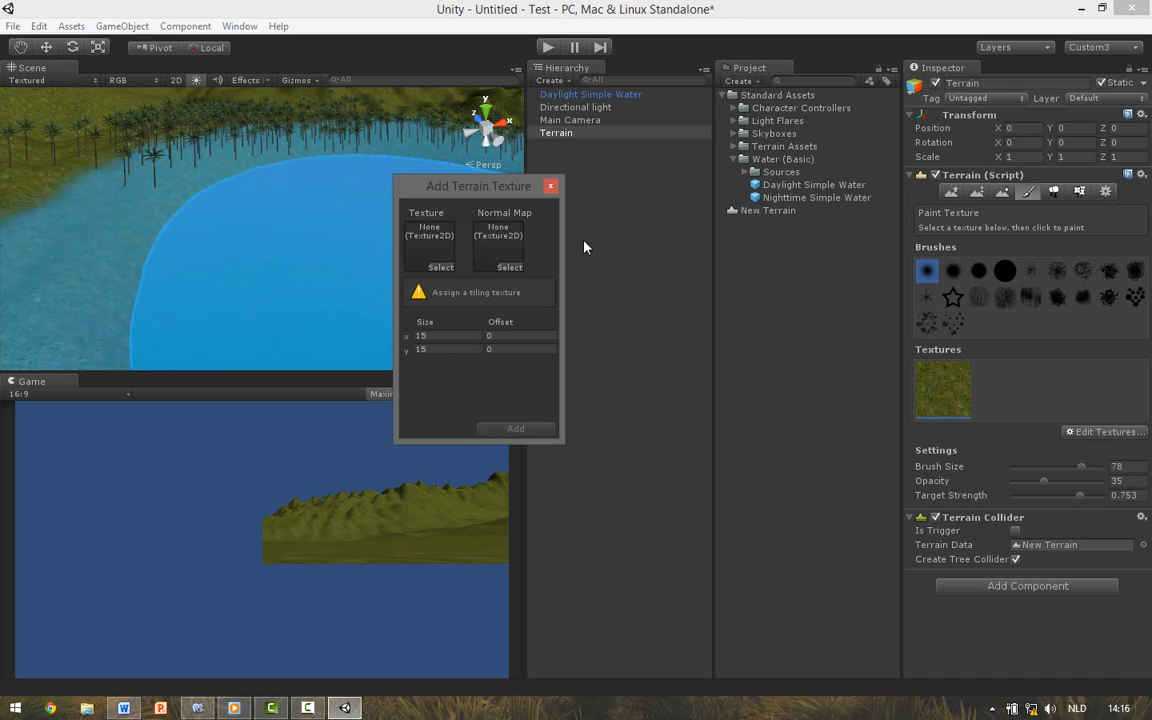 Unity - Untitled - Test - PC, Mac & Linux Standalone*
File Edit Assets GameObject Component Window Help
Pivot Local Layers Custom3
Scene
Textured RGB 2D Effects Gizmos All
y
x
z
Persp
Game
16:9 Maxim
Hierarchy
Create All
Daylight Simple Water
Directional light
Main Camera
Terrain
Project
Create
Standard Assets
Character Controllers
Light Flares
Skyboxes
Terrain Assets
Water (Basic)
Sources
Daylight Simple Water
Nighttime Simple Water
New Terrain
Add Terrain Texture x
Texture Normal Map
None None
(Texture2D) (Texture2D)
Select Select
Assign a tiling texture
Size Offset
x 15 0
y 15 0
Add
Inspector
Terrain Static
Tag Untagged Layer Default
Transform
Position X 0 Y 0 Z 0
Rotation X 0 Y 0 Z 0
Scale X 1 Y 1 Z 1
Terrain (Script)
Paint Texture
Select a texture below, then click to paint
Brushes
Textures
Edit Textures...
Settings
Brush Size 78
Opacity 35
Target Strength 0.753
Terrain Collider
Is Trigger
Terrain Data New Terrain
Create Tree Collider
Add Component
NLD 14:16